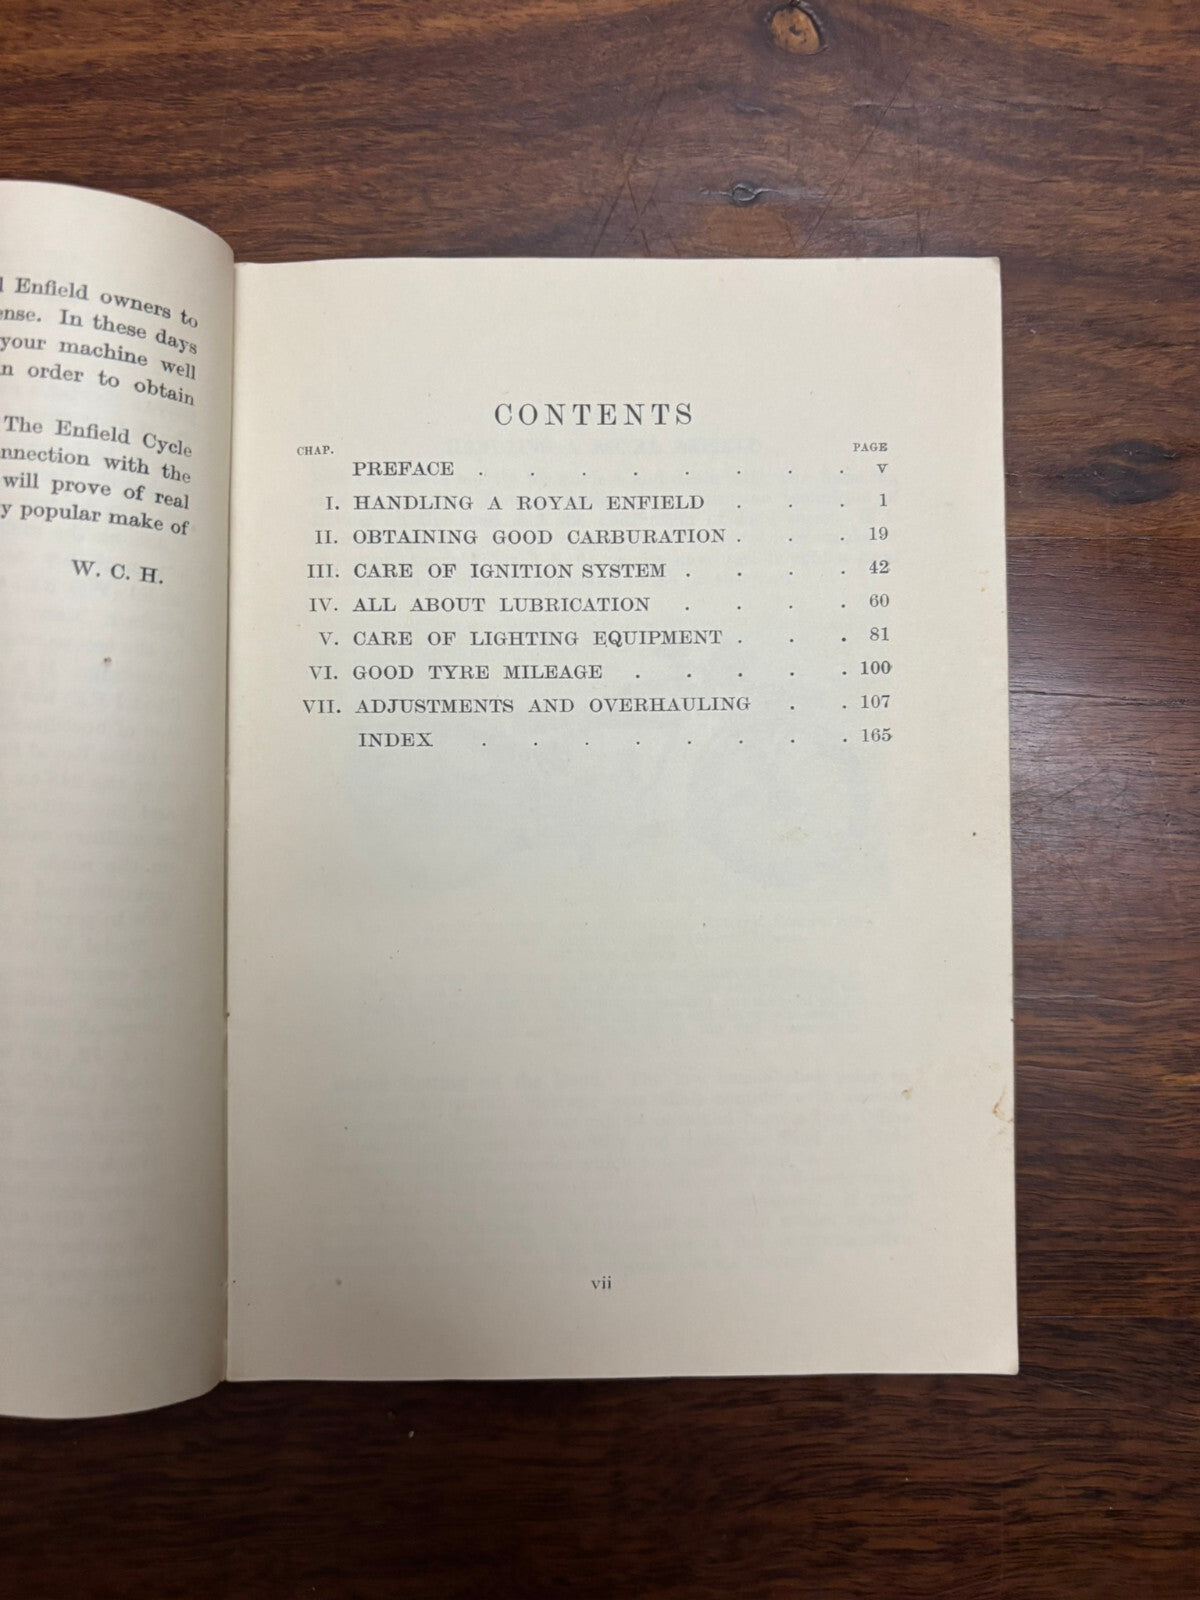 Enfield owners to
ense. In these days
your machine well
n order to obtain
The Enfield Cycle
nnection with the
will prove of real
y popular make of
W. C. H.
CONTENTS
CHAP. PAGE
PREFACE . . . . . . . . v
I. HANDLING A ROYAL ENFIELD . . . 1
II. OBTAINING GOOD CARBURATION . . . 19
III. CARE OF IGNITION SYSTEM . . . . 42
IV. ALL ABOUT LUBRICATION . . . . 60
V. CARE OF LIGHTING EQUIPMENT . . . 81
VI. GOOD TYRE MILEAGE . . . . . 100
VII. ADJUSTMENTS AND OVERHAULING . . 107
INDEX . . . . . . . . 165
vii